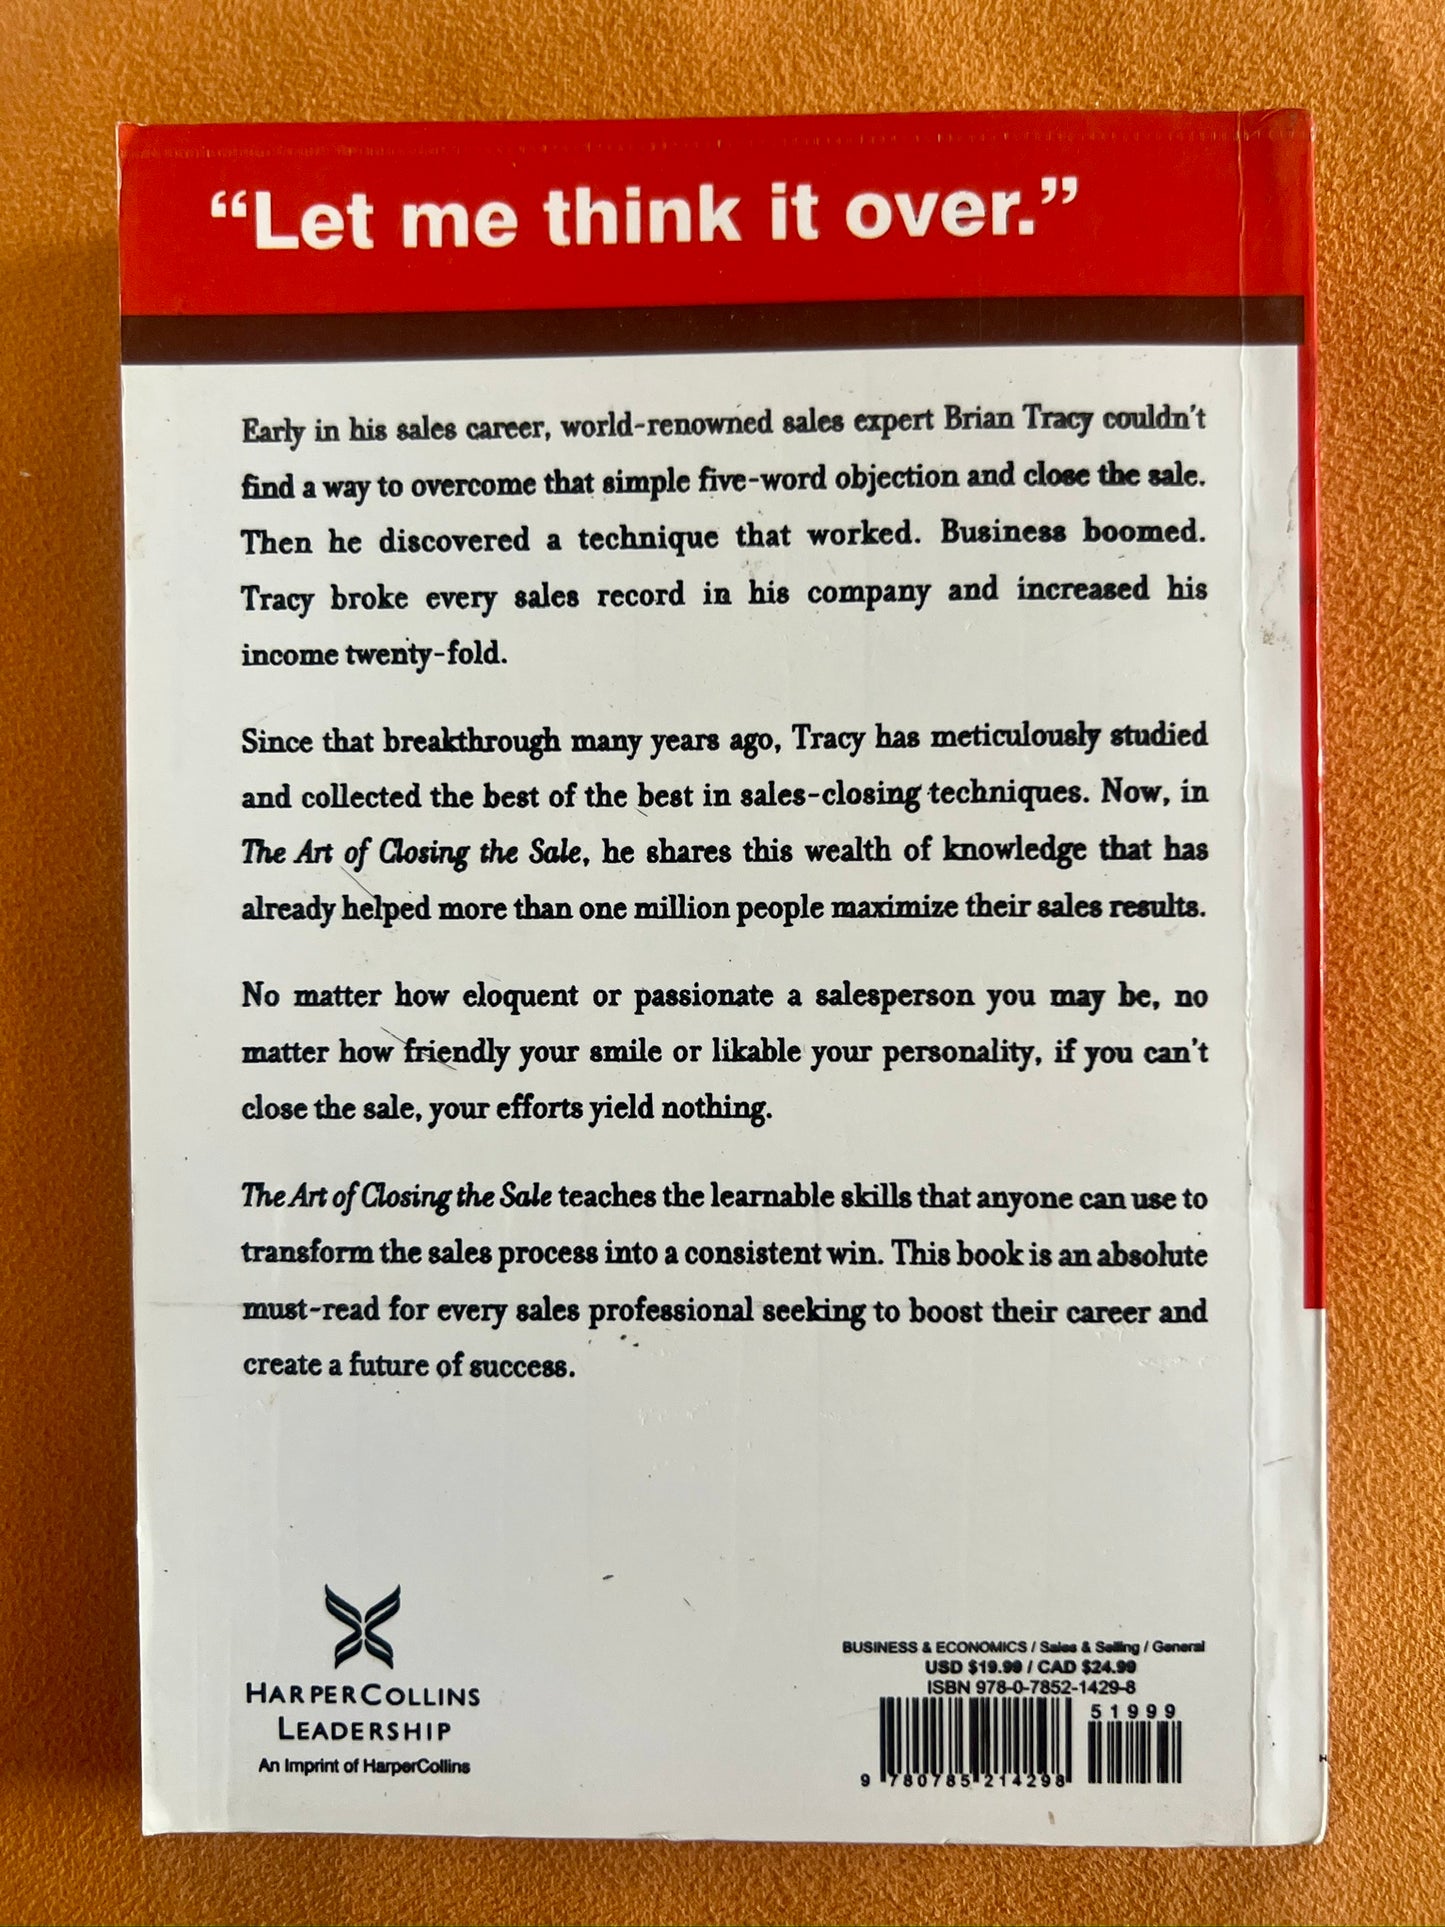 “Let me think it over.”
Early in his sales career, world-renowned sales expert Brian Tracy couldn't
find a way to overcome that simple five-word objection and close the sale.
Then he discovered a technique that worked. Business boomed.
Tracy broke every sales record in his company and increased his
income twenty-fold.
Since that breakthrough many years ago, Tracy has meticulously studied
and collected the best of the best in sales-closing techniques. Now, in
The Art of Closing the Sale, he shares this wealth of knowledge that has
already helped more than one million people maximize their sales results.
No matter how eloquent or passionate a salesperson you may be, no
matter how friendly your smile or likable your personality, if you can't
close the sale, your efforts yield nothing.
The Art of Closing the Sale teaches the learnable skills that anyone can use to
transform the sales process into a consistent win. This book is an absolute
must-read for every sales professional seeking to boost their career and
create a future of success.
HARPERCOLLINS
LEADERSHIP
An Imprint of HarperCollins
BUSINESS & ECONOMICS / Sales & Selling / General
USD $19.99 / CAD $24.99
ISBN 978-0-7852-1429-8
51999
9 780785 214298